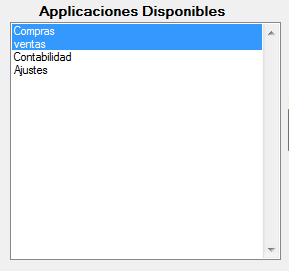 Applicaciones Disponibles
Compras
ventas
Contabilidad
Ajustes